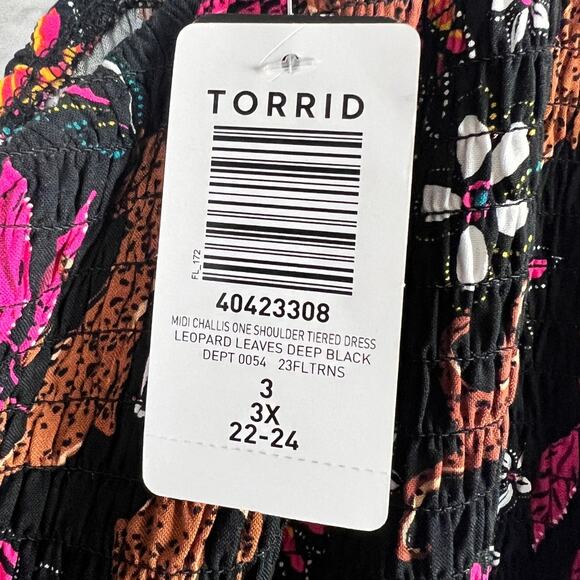 TORRID
FL_172
40423308
MIDI CHALLIS ONE SHOULDER TIERED DRESS
LEOPARD LEAVES DEEP BLACK
DEPT 0054 23FLTRNS
3
3X
22-24